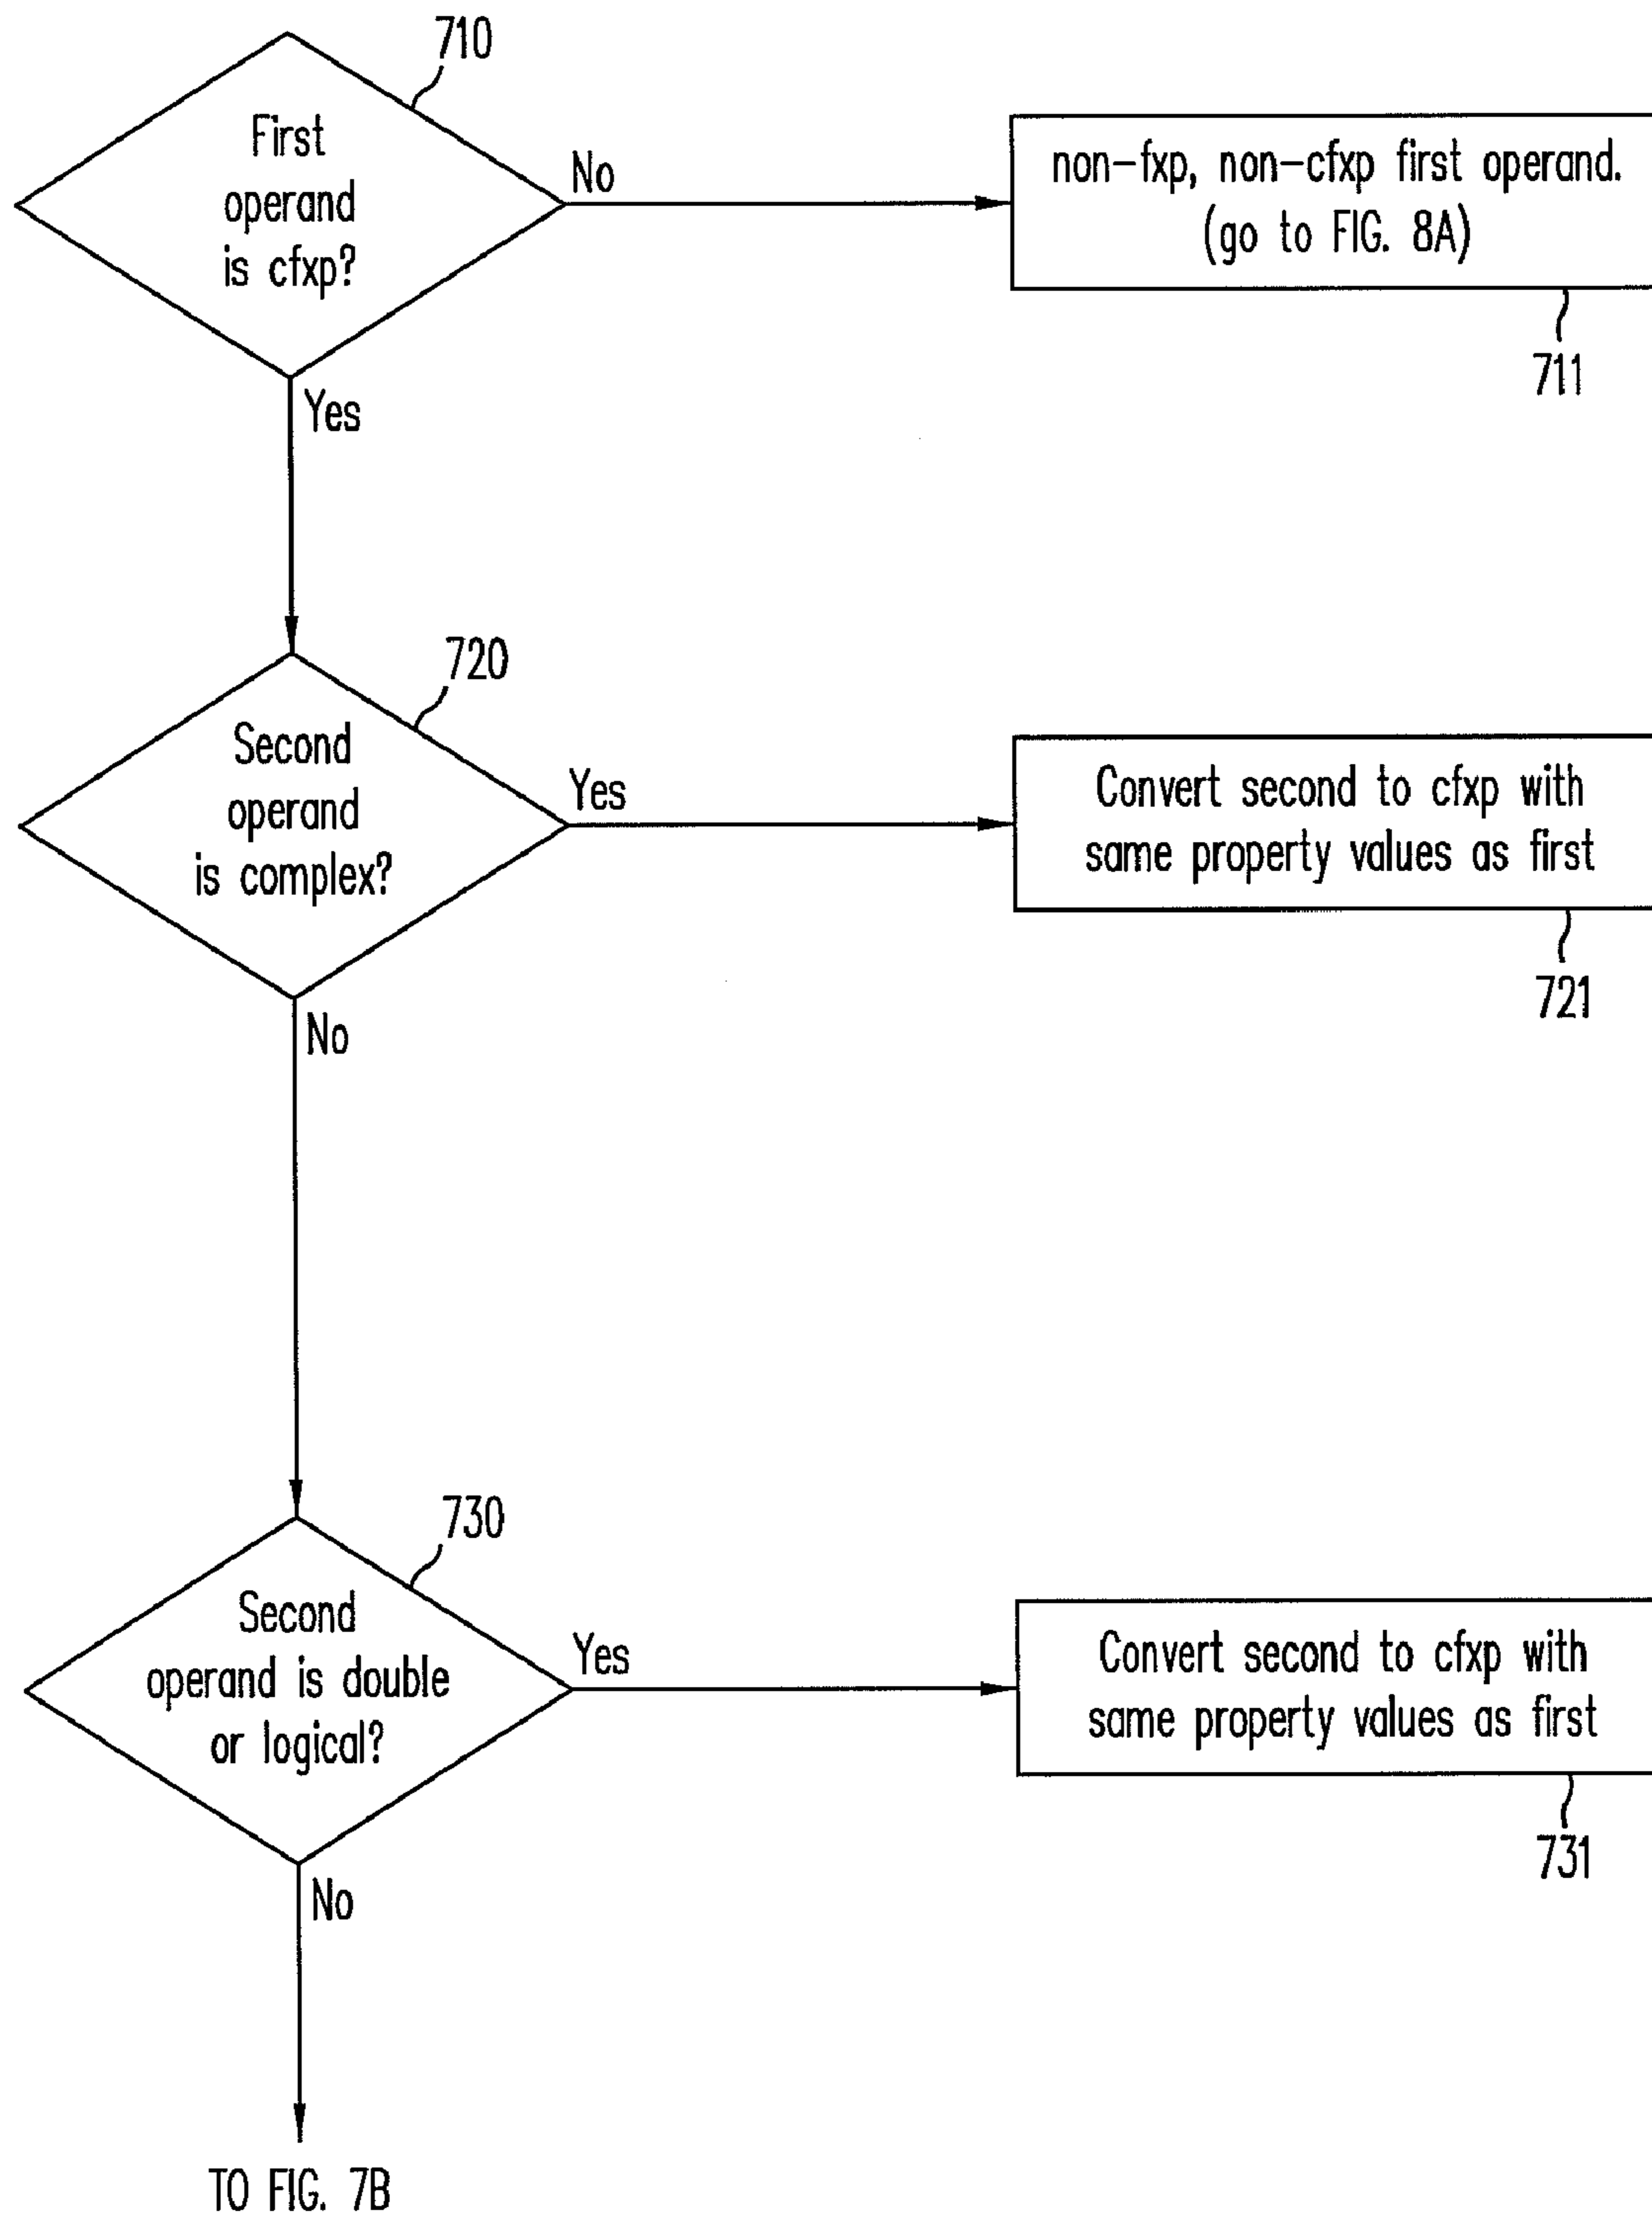 710
First
operand
is cfxp?
No
non-fxp, non-cfxp first operand.
(go to FIG. 8A)
711
Yes
720
Second
operand
is complex?
Yes
Convert second to cfxp with
same property values as first
721
No
730
Second
operand is double
or logical?
Yes
Convert second to cfxp with
same property values as first
731
No
TO FIG. 7B